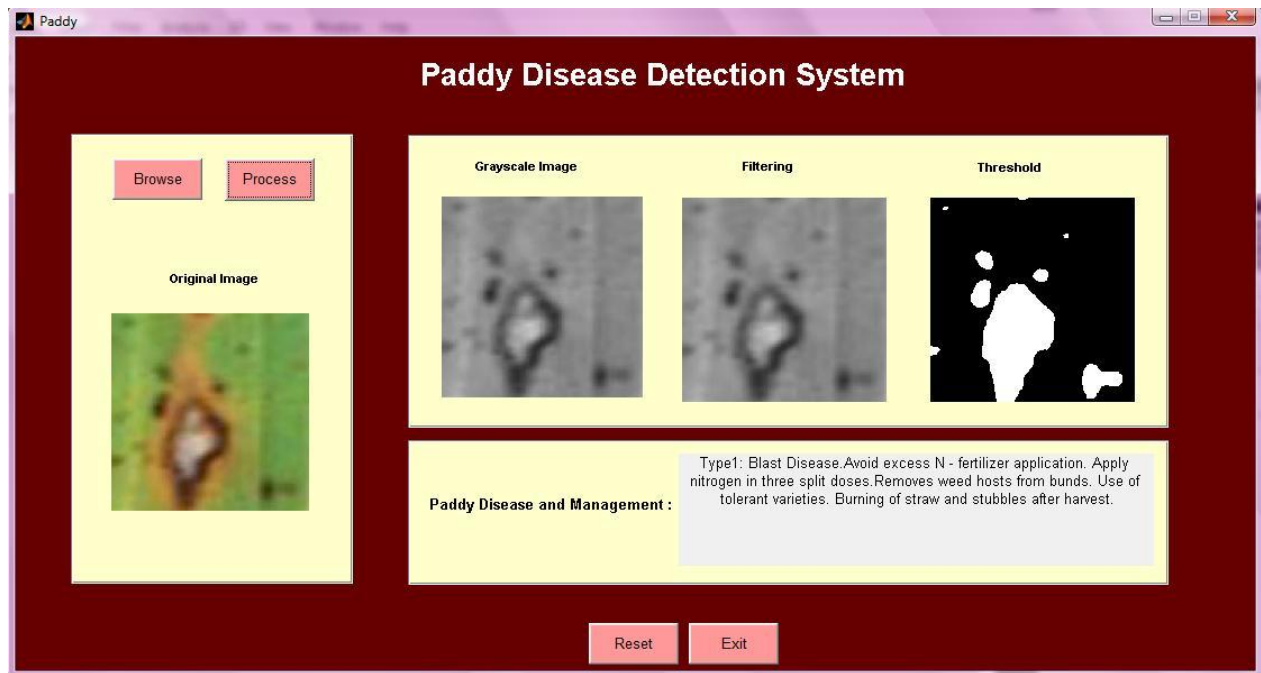 Paddy
Paddy Disease Detection System
Browse
Process
Original Image
Grayscale Image
Filtering
Threshold
Paddy Disease and Management :
Type1: Blast Disease.Avoid excess N - fertilizer application. Apply
nitrogen in three split doses.Removes weed hosts from bunds. Use of
tolerant varieties. Burning of straw and stubbles after harvest.
Reset
Exit